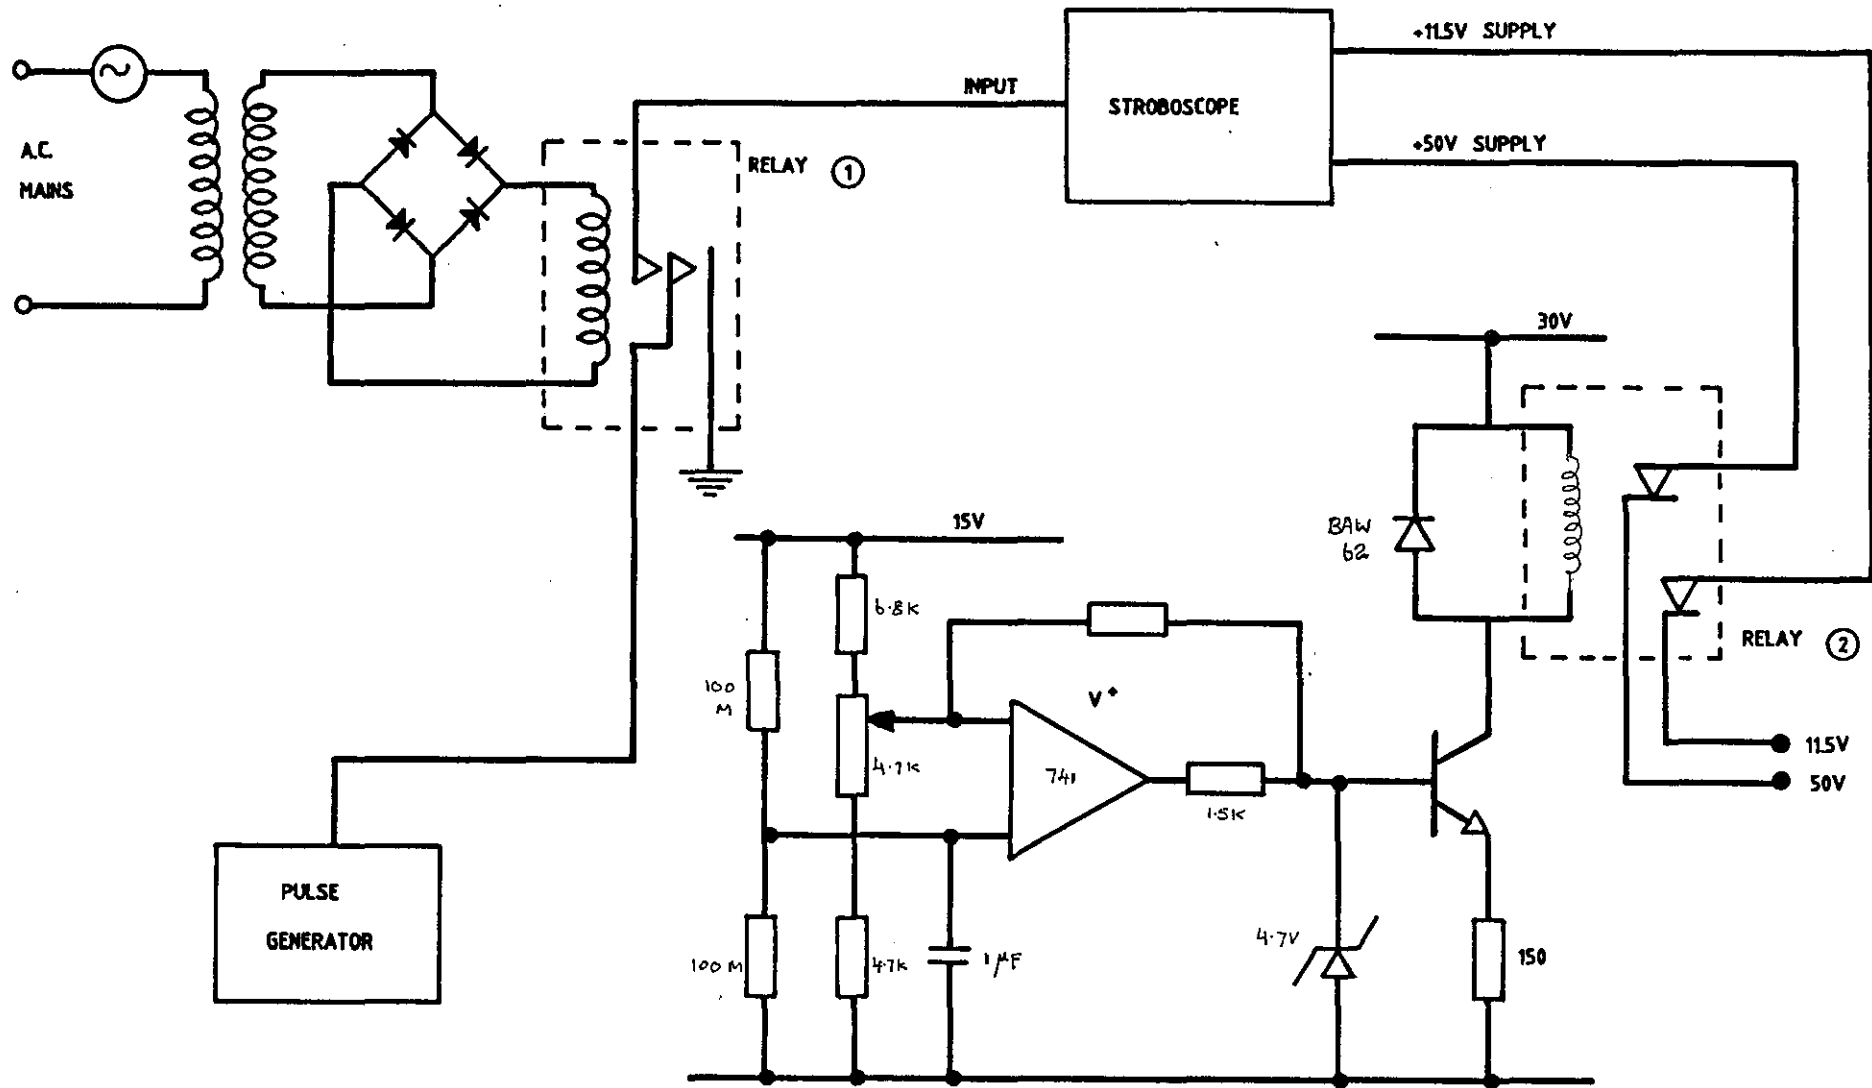 +11.5V SUPPLY
INPUT
STROBOSCOPE
A.C.
MAINS
+50V SUPPLY
RELAY 1
30V
15V
BAW
62
6.8K
RELAY 2
100
M
V+
11.5V
4.7K
741
50V
1.5K
PULSE
GENERATOR
4.7V
150
100M
4.7K
1µF